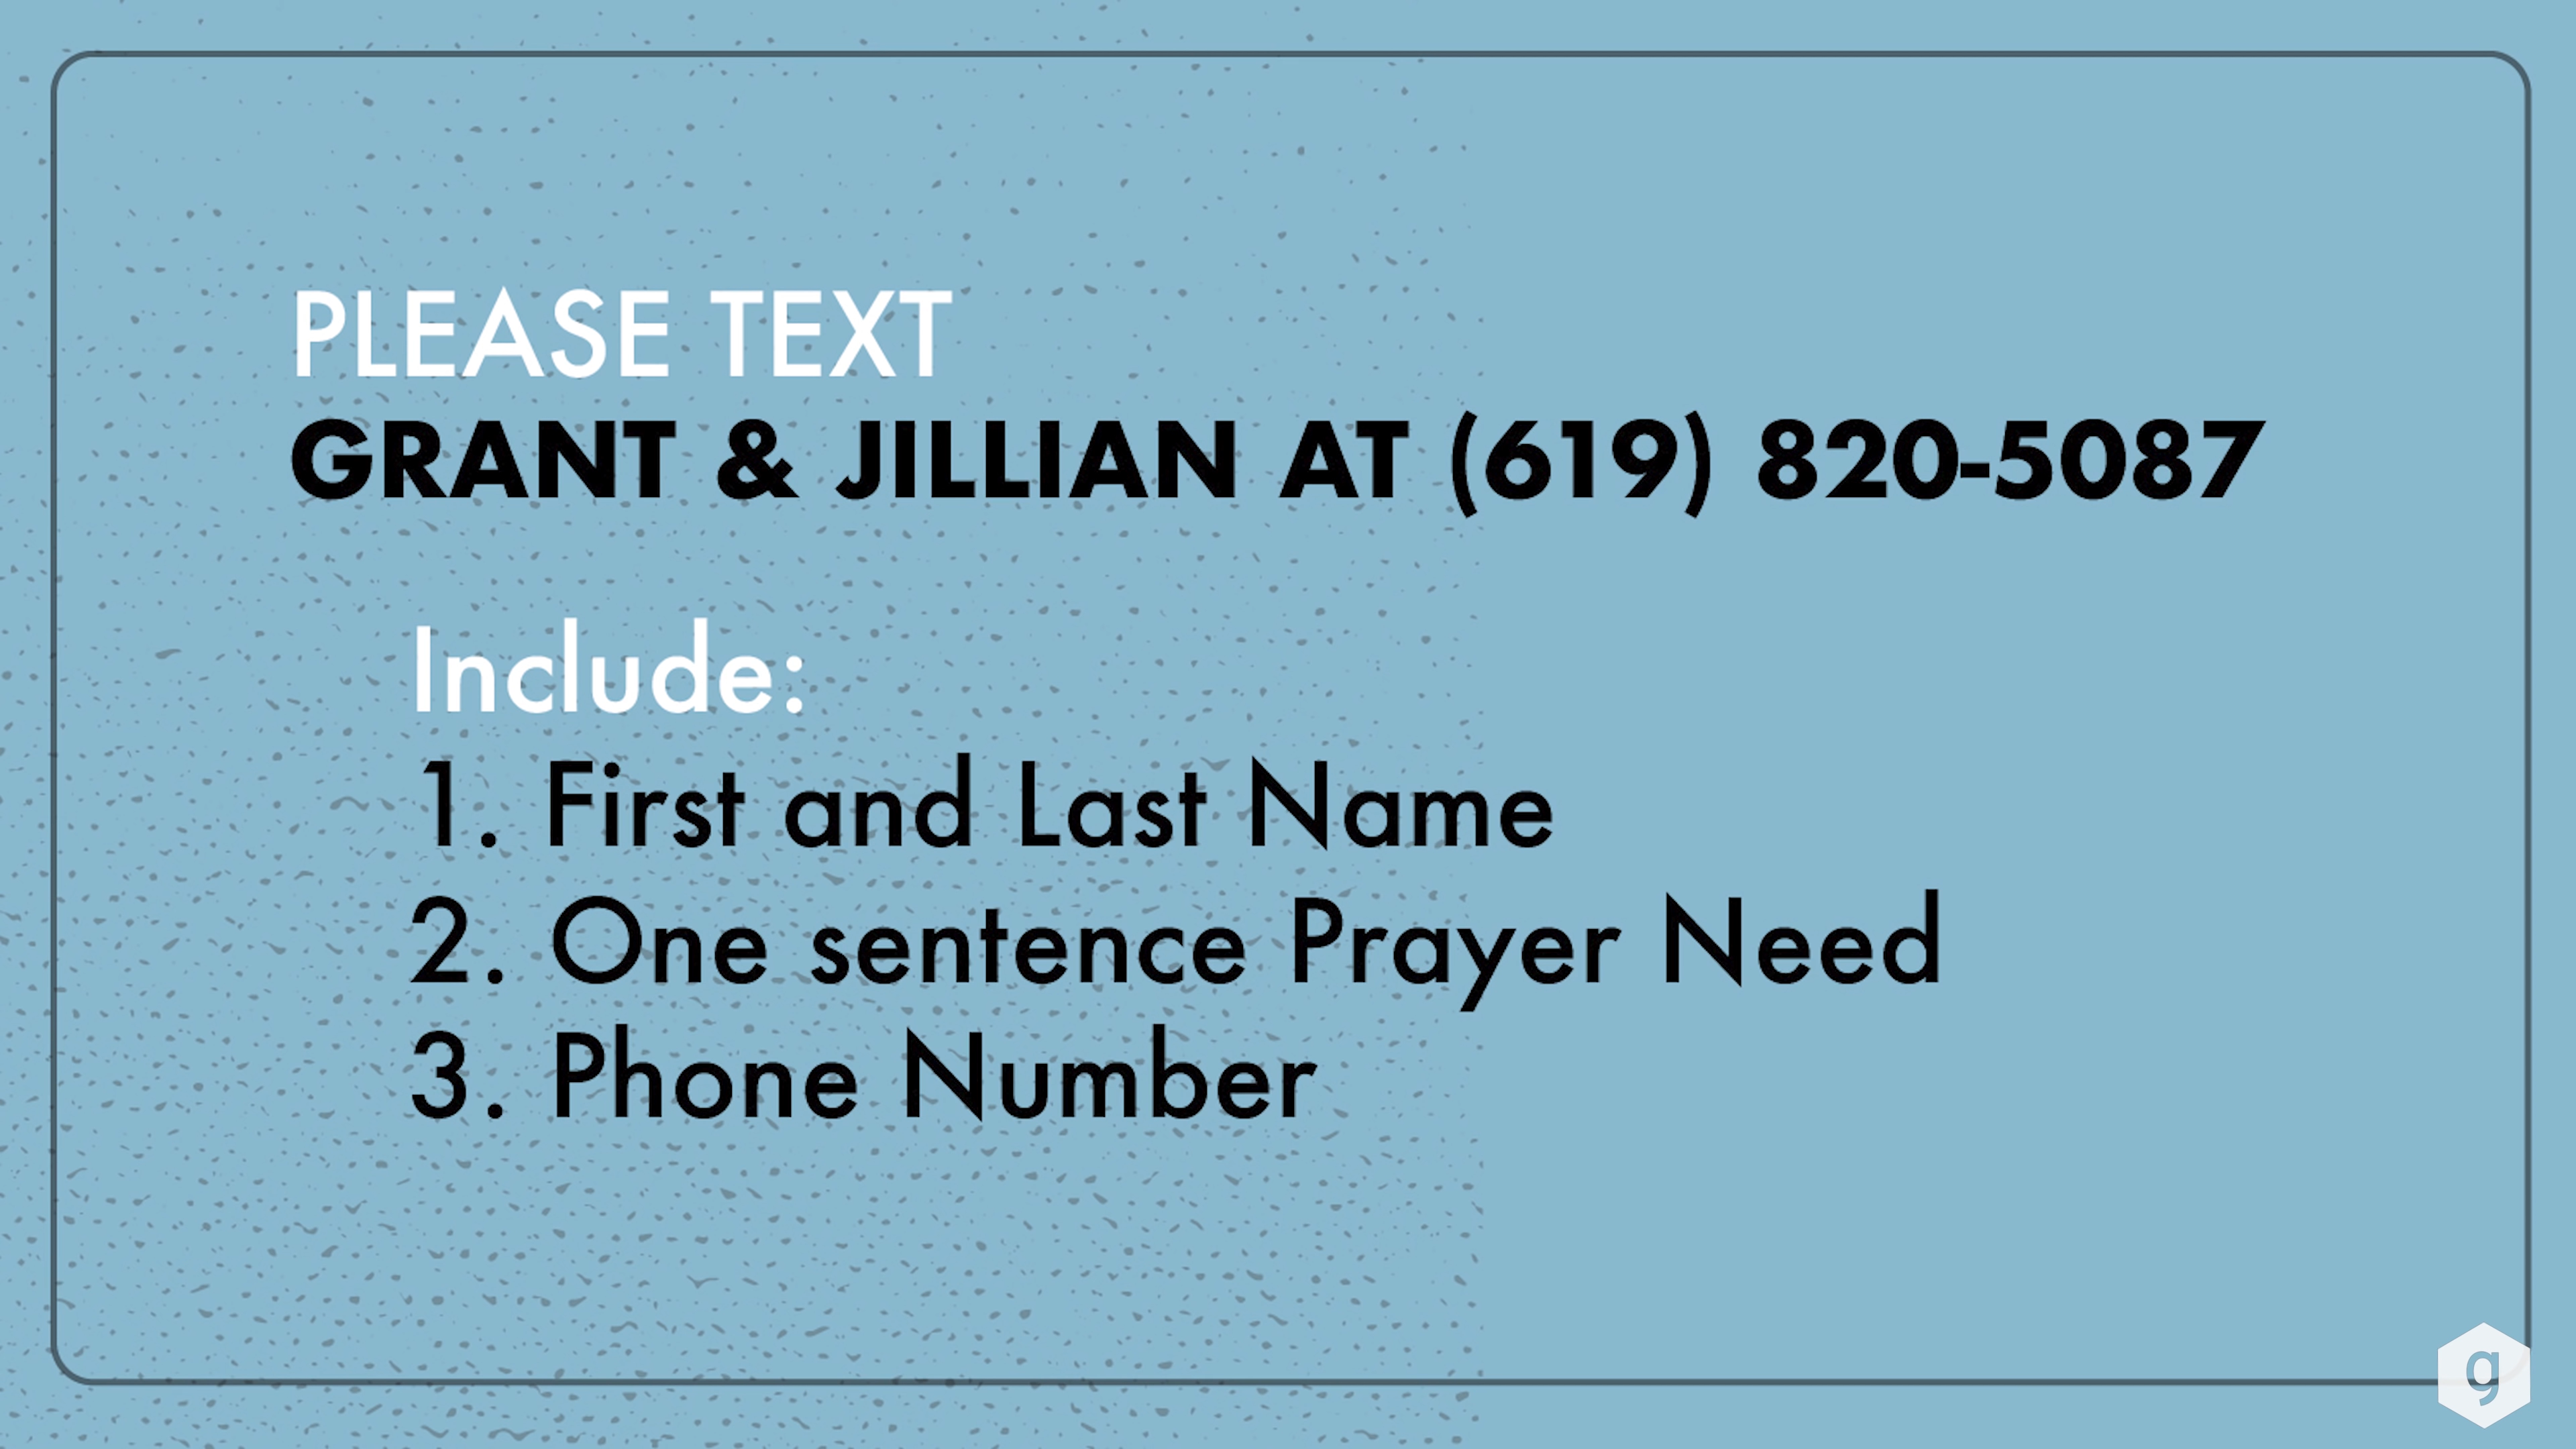 PLEASE TEXT
GRANT & JILLIAN AT (619) 820-5087
Include:
1. First and Last Name
2. One sentence Prayer Need
3. Phone Number
g